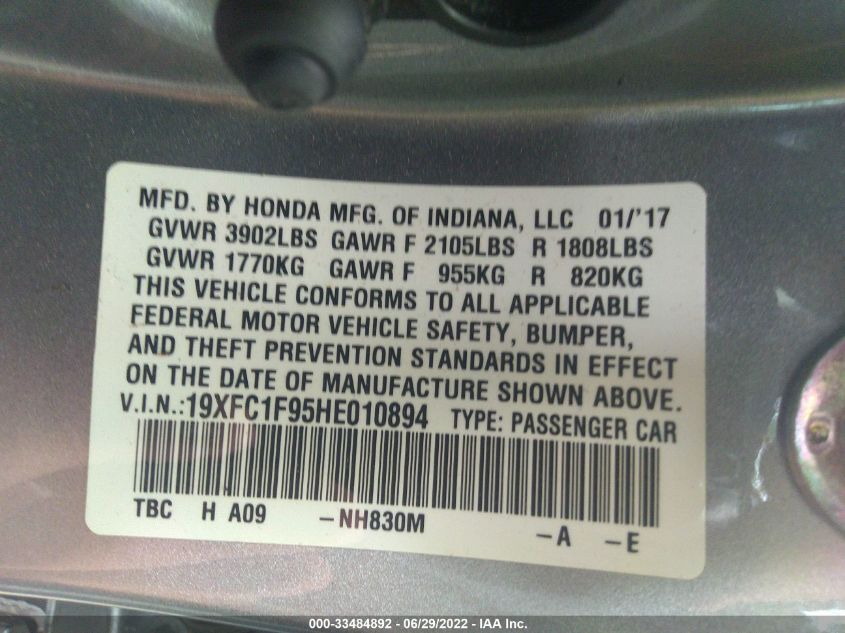 MFD. BY HONDA MFG. OF INDIANA, LLC 01/'17
GVWR 3902LBS GAWR F 2105LBS R 1808LBS
GVWR 1770KG GAWR F 955KG R 820KG
THIS VEHICLE CONFORMS TO ALL APPLICABLE
FEDERAL MOTOR VEHICLE SAFETY, BUMPER,
AND THEFT PREVENTION STANDARDS IN EFFECT
ON THE DATE OF MANUFACTURE SHOWN ABOVE.
V.I.N.:19XFC1F95HE010894 TYPE: PASSENGER CAR
TBC H A09 -NH830M -A -E
000-33484892 - 06/29/2022 - IAA Inc.